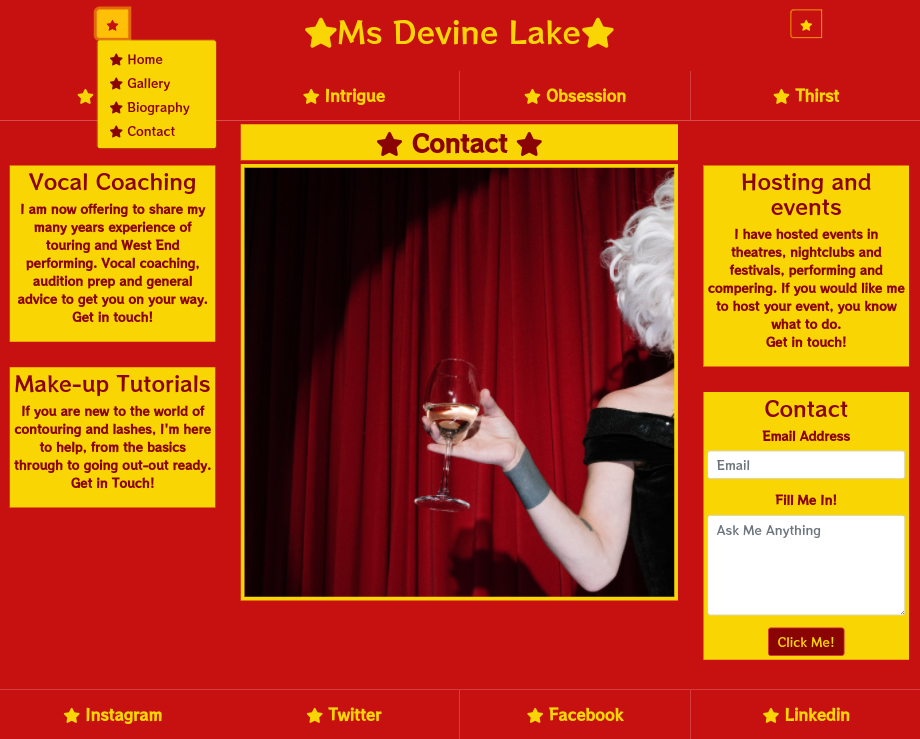 Ms Devine Lake
Home
Gallery
Biography
Contact
Intrigue
Obsession
Thirst
Contact
Vocal Coaching
I am now offering to share my
many years experience of
touring and West End
performing. Vocal coaching,
audition prep and general
advice to get you on your way.
Get in touch!
Make-up Tutorials
If you are new to the world of
contouring and lashes, I'm here
to help, from the basics
through to going out-out ready.
Get in Touch!
Hosting and
events
I have hosted events in
theatres, nightclubs and
festivals, performing and
compering. If you would like me
to host your event, you know
what to do.
Get in touch!
Contact
Email Address
Email
Fill Me In!
Ask Me Anything
Click Me!
Instagram
Twitter
Facebook
Linkedin